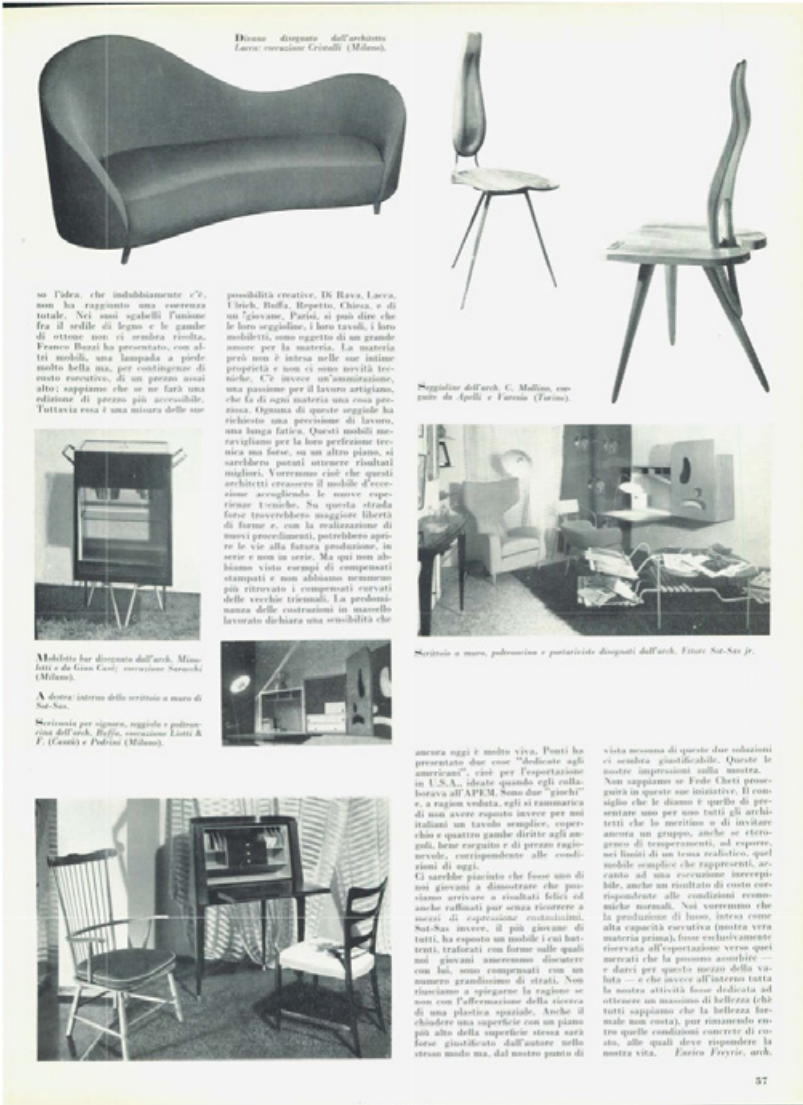 Divano disegnato dall'architetto
Lacca: esecuzione Cristalli (Milano).
so l'idea, che indubbiamente c'è,
non ha raggiunto una coerenza
totale. Nei suoi sgabelli l'unione
fra il sedile di legno e le gambe
di ottone non ci sembra risolta.
Franco Buzzi ha presentato, con al-
tri mobili, una lampada a piede
molto bella ma, per contingenze di
costo esecutivo, di un prezzo assai
alto; sappiamo che se ne farà una
edizione di prezzo più accessibile.
Tuttavia essa è una misura delle sue
possibilità creative. Di Rava, Lacca,
Ulrich, Buffa, Repetto, Chiesa, e di
un giovane, Parisi, si può dire che
le loro seggioline, i loro tavoli, i loro
mobiletti, sono oggetto di un grande
amore per la materia. La materia
però non è intesa nelle sue intime
proprietà e non ci sono novità tec-
niche. C'è invece un'ammirazione,
una passione per il lavoro artigiano,
che fa di ogni materia una cosa pre-
ziosa. Ognuna di queste seggiole ha
richiesto una precisione di lavoro,
una lunga fatica. Questi mobili me-
ravigliano per la loro perfezione tec-
nica ma forse, su un altro piano, si
sarebbero potuti ottenere risultati
migliori. Vorremmo cioè che questi
architetti creassero il mobile d'ecce-
zione accogliendo le nuove espe-
rienze tecniche. Su questa strada
forse troverebbero maggiore libertà
di forme e, con la realizzazione di
nuovi procedimenti, potrebbero apri-
re le vie alla futura produzione, in
serie e non in serie. Ma qui non ab-
biamo visto esempi di compensati
stampati e non abbiamo nemmeno
più ritrovato i compensati curvati
delle vecchie triennali. La predomi-
nanza delle costruzioni in massello
lavorato dichiara una sensibilità che
Seggioline dell'arch. C. Mollino, ese-
guite da Apelli e Varesio (Torino).
Scrittoio a muro, poltroncina e portariviste disegnati dall'arch. Ettore Sot-Sas jr.
Mobiletto bar disegnato dall'arch. Mino-
letti e da Gian Casè; esecuzione Saracchi
(Milano).
A destra: interno dello scrittoio a muro di
Sot-Sas.
Scrivania per signora, seggiola e poltron-
cina dell'arch. Buffa, esecuzione Lietti &
F. (Cantù) e Pedrini (Milano).
ancora oggi è molto viva. Ponti ha
presentato due cose "dedicate agli
americani", cioè per l'esportazione
in U.S.A., ideate quando egli colla-
borava all'APEM. Sono due "giochi"
e, a ragion veduta, egli si rammarica
di non avere esposto invece per noi
italiani un tavolo semplice, coper-
chio e quattro gambe diritte agli an-
goli, bene eseguito e di prezzo ragio-
nevole, corrispondente alle condi-
zioni di oggi.
Ci sarebbe piaciuto che fosse uno di
noi giovani a dimostrare che pos-
siamo arrivare a risultati felici ed
anche raffinati pur senza ricorrere a
mezzi di espressione costosissimi.
Sot-Sas invece, il più giovane di
tutti, ha esposto un mobile i cui bat-
tenti, traforati con forme sulle quali
noi giovani ameremmo discutere
con lui, sono compensati con un
numero grandissimo di strati. Non
riusciamo a spiegarne la ragione se
non con l'affermazione della ricerca
di una plastica spaziale. Anche il
chiudere una superficie con un piano
più alto della superficie stessa sarà
forse giustificato dall'autore nello
stesso modo ma, dal nostro punto di
vista nessuna di queste due soluzioni
ci sembra giustificabile. Queste le
nostre impressioni sulla mostra.
Non sappiamo se Fede Cheti prose-
guirà in queste sue iniziative. Il con-
siglio che le diamo è quello di pre-
sentare uno per uno tutti gli archi-
tetti che lo meritino o di invitare
ancora un gruppo, anche se etero-
geneo di temperamenti, ad esporre,
nei limiti di un tema realistico, quel
mobile semplice che rappresenti, ac-
canto ad una esecuzione ineccepi-
bile, anche un risultato di costo cor-
rispondente alle condizioni econo-
miche normali. Noi vorremmo che
la produzione di lusso, intesa come
alta capacità esecutiva (nostra vera
materia prima), fosse esclusivamente
riservata all'esportazione verso quei
mercati che la possono assorbire —
e darci per questo mezzo della va-
luta — e che invece all'interno tutta
la nostra attività fosse dedicata ad
ottenere un massimo di bellezza (chè
tutti sappiamo che la bellezza for-
male non costa), pur rimanendo en-
tro quelle condizioni concrete di co-
sto, alle quali deve rispondere la
nostra vita. Enrico Freyrie, arch.
57